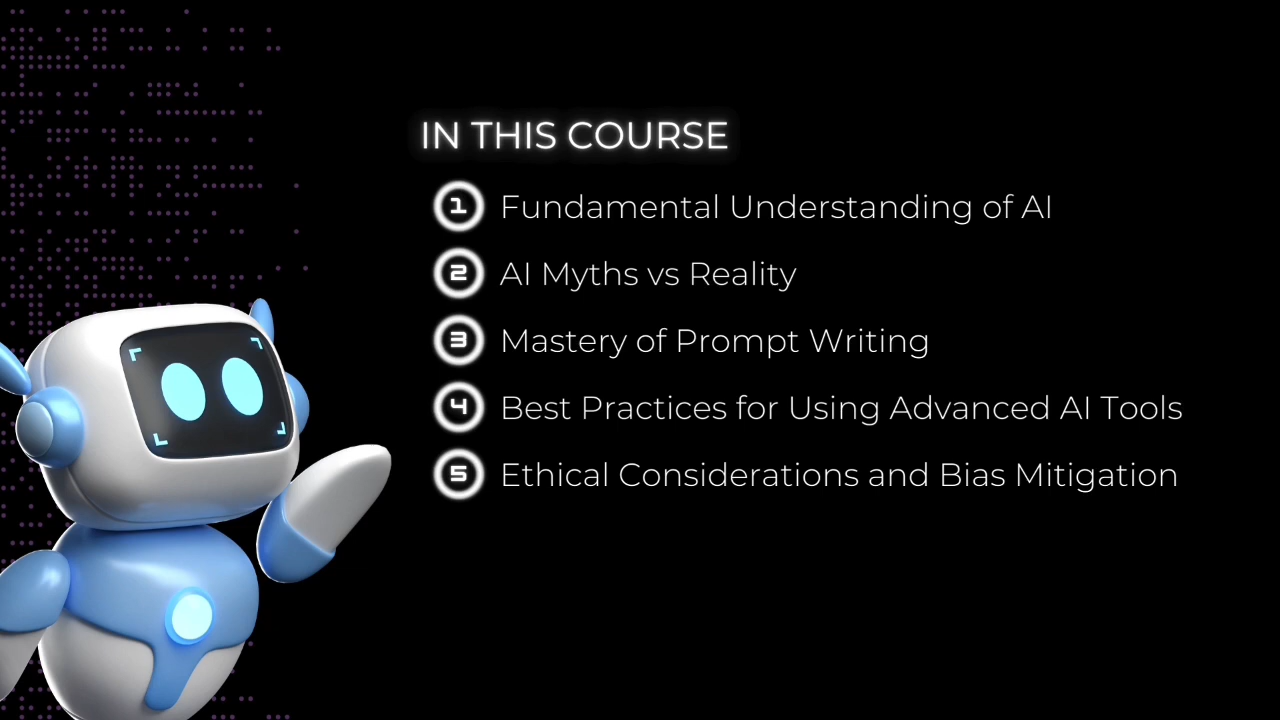 IN THIS COURSE
1 Fundamental Understanding of AI
2 AI Myths vs Reality
3 Mastery of Prompt Writing
4 Best Practices for Using Advanced AI Tools
5 Ethical Considerations and Bias Mitigation